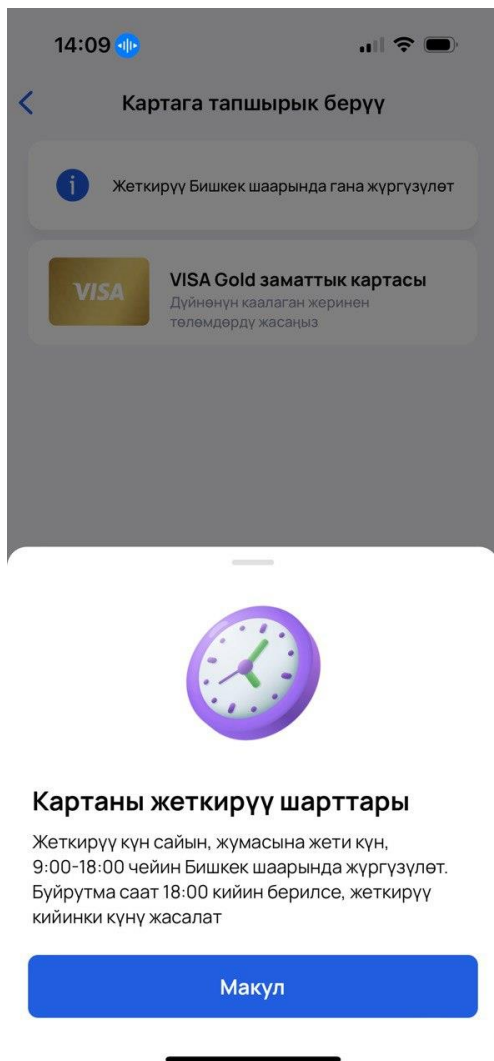 14:09
Картага тапшырык берүү
Жеткирүү Бишкек шаарында гана жүргүзүлөт
VISA
VISA Gold заматтык картасы
Дүйнөнүн каалаган жеринен
төлөмдөрдү жасаңыз
Картаны жеткирүү шарттары
Жеткирүү күн сайын, жумасына жети күн,
9:00-18:00 чейин Бишкек шаарында жүргүзүлөт.
Буйрутма саат 18:00 кийин берилсе, жеткирүү
кийинки күнү жасалат
Макул